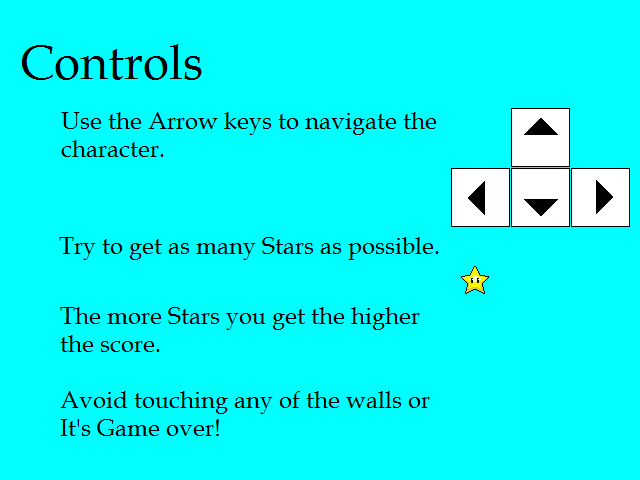 Controls
Use the Arrow keys to navigate the
character.
Try to get as many Stars as possible.
The more Stars you get the higher
the score.
Avoid touching any of the walls or
It's Game over!